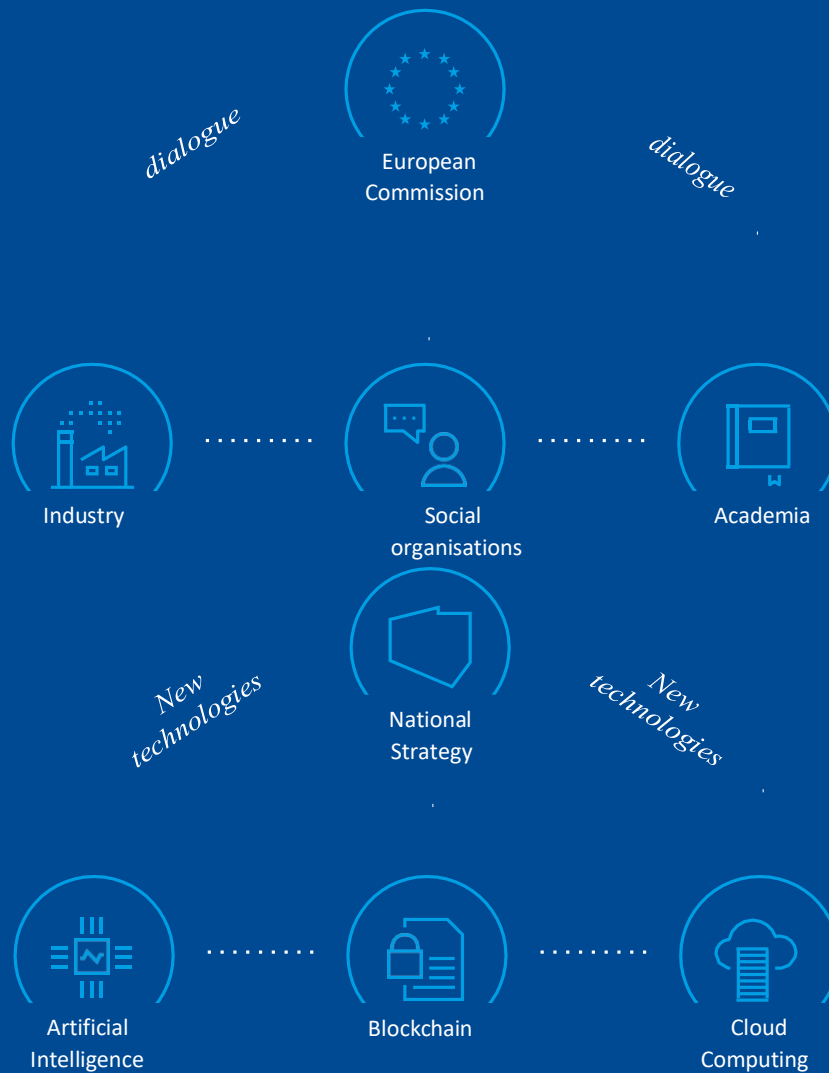 dialogue
dialogue
European
Commission
Industry
Social
organisations
Academia
New
technologies
New
technologies
National
Strategy
Artificial
Intelligence
Blockchain
Cloud
Computing